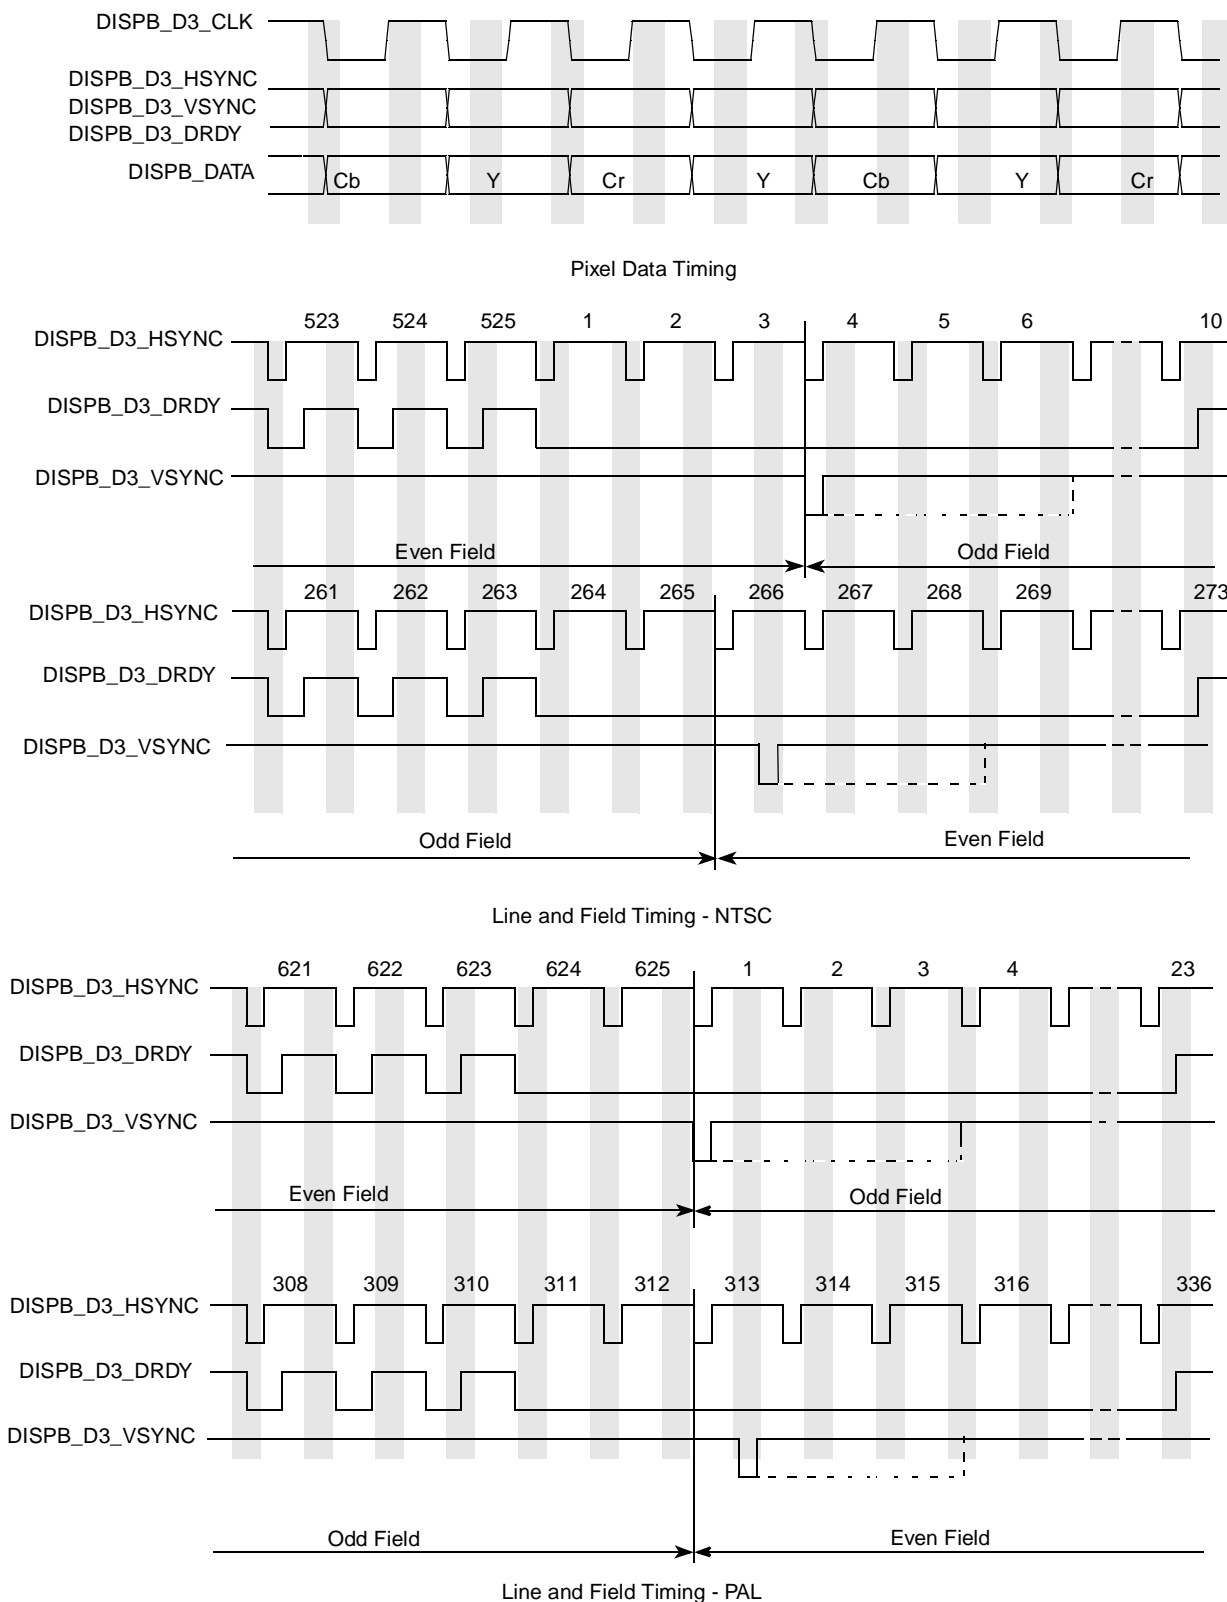 DISPB_D3_CLK
DISPB_D3_HSYNC
DISPB_D3_VSYNC
DISPB_D3_DRDY
DISPB_DATA
Cb Y Cr Y Cb Y Cr
Pixel Data Timing
523 524 525 1 2 3 4 5 6 10
DISPB_D3_HSYNC
DISPB_D3_DRDY
DISPB_D3_VSYNC
Even Field Odd Field
261 262 263 264 265 266 267 268 269 273
DISPB_D3_HSYNC
DISPB_D3_DRDY
DISPB_D3_VSYNC
Odd Field Even Field
Line and Field Timing - NTSC
621 622 623 624 625 1 2 3 4 23
DISPB_D3_HSYNC
DISPB_D3_DRDY
DISPB_D3_VSYNC
Even Field Odd Field
308 309 310 311 312 313 314 315 316 336
DISPB_D3_HSYNC
DISPB_D3_DRDY
DISPB_D3_VSYNC
Odd Field Even Field
Line and Field Timing - PAL